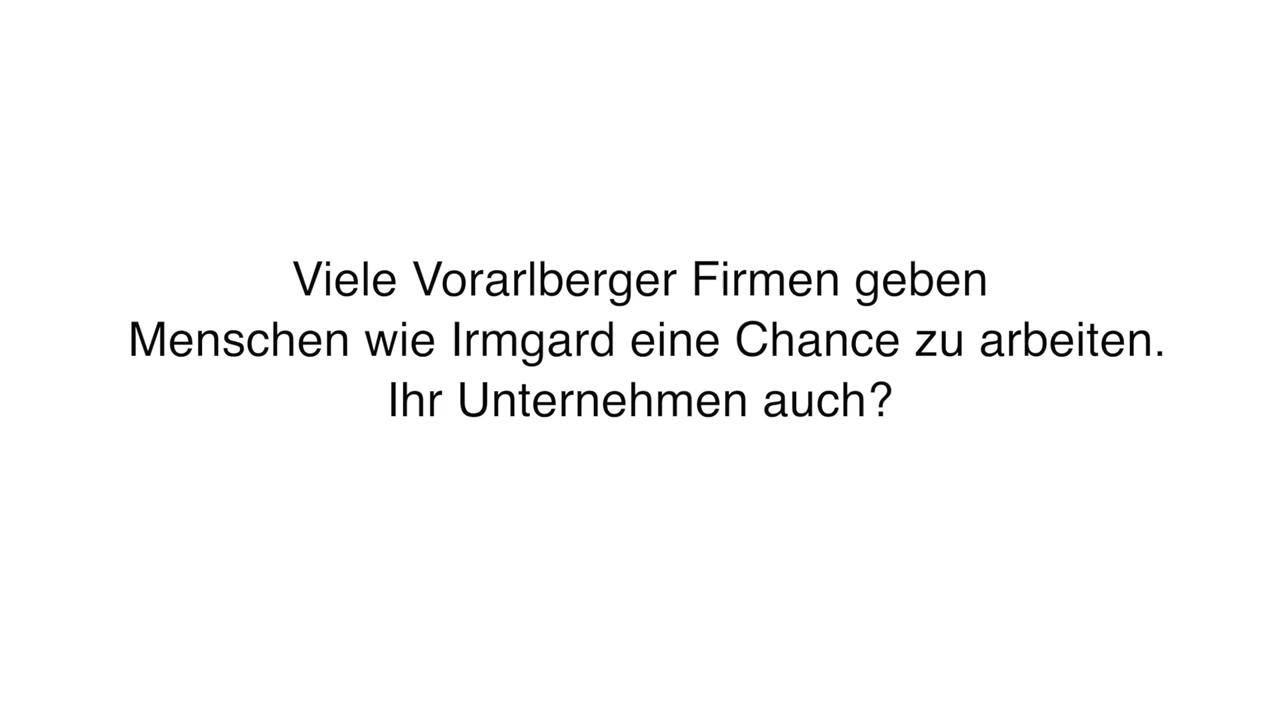 Viele Vorarlberger Firmen geben
Menschen wie Irmgard eine Chance zu arbeiten.
Ihr Unternehmen auch?